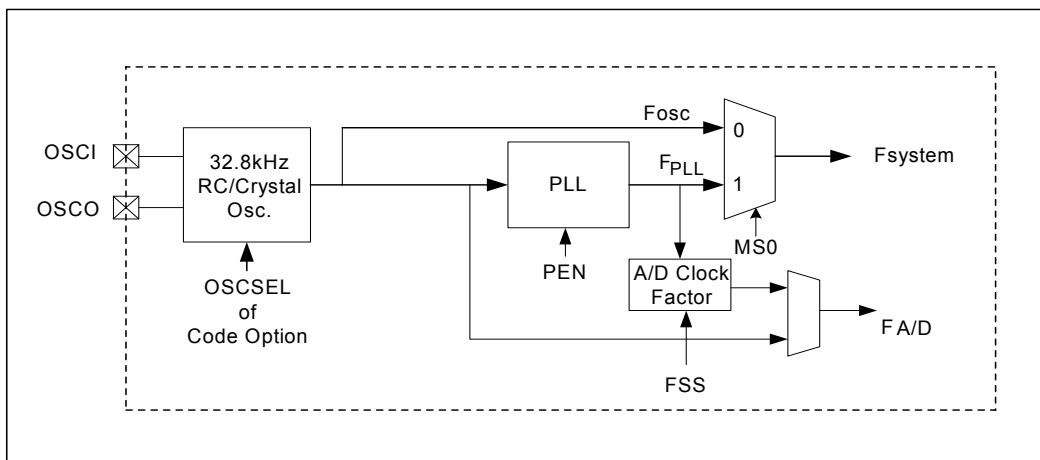 OSCI
OSCO
32.8kHz
RC/Crystal
Osc.
OSCSEL
of
Code Option
Fosc
PLL
FPLL
PEN
0
1
MS0
Fsystem
A/D Clock
Factor
FSS
F A/D